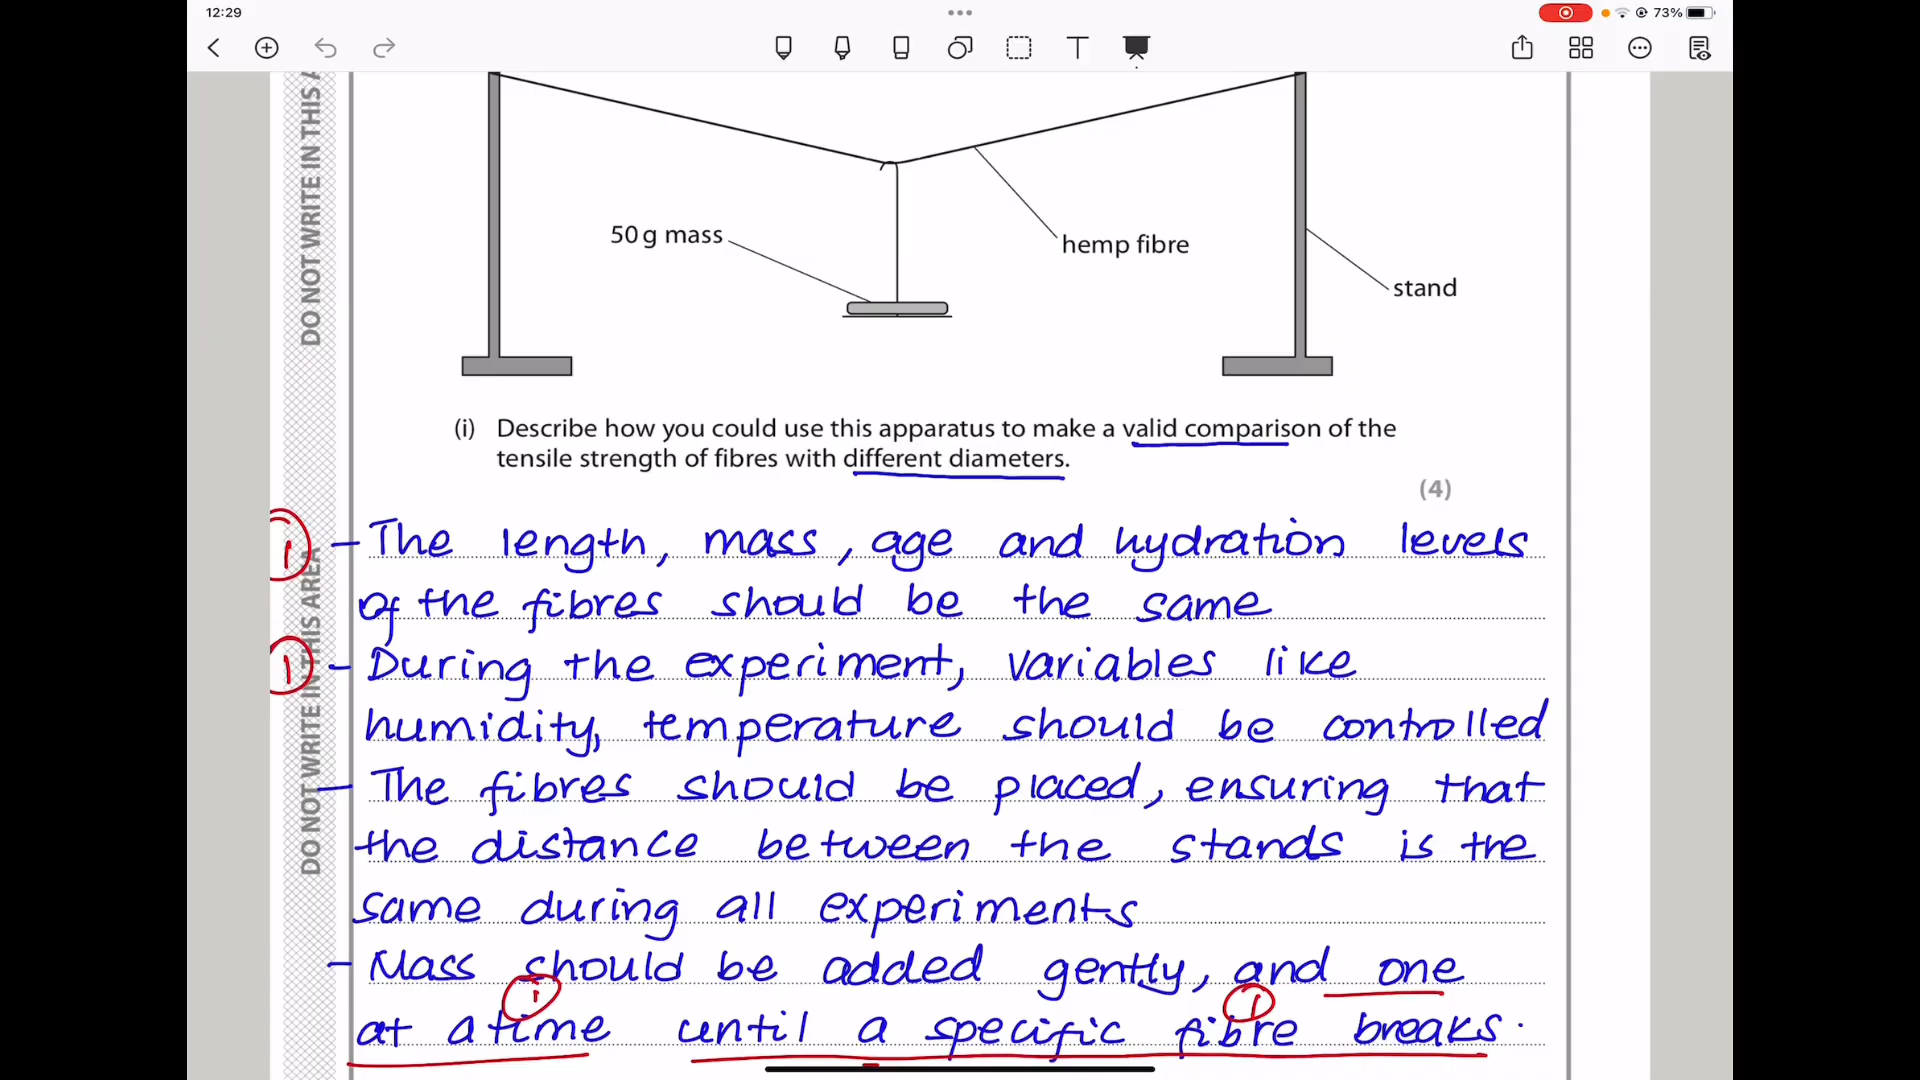 12:29
73%
DO NOT WRITE IN THIS A
50 g mass
hemp fibre
stand
(i) Describe how you could use this apparatus to make a valid comparison of the
tensile strength of fibres with different diameters.
(4)
DO NOT WRITE IN THIS AREA
1 - The length, mass, age and hydration levels
of the fibres should be the same
1 - During the experiment, variables like
humidity, temperature should be controlled
- The fibres should be placed, ensuring that
the distance between the stands is the
same during all experiments
- Mass should be added gently, and one
1 1
at a time until a specific fibre breaks.